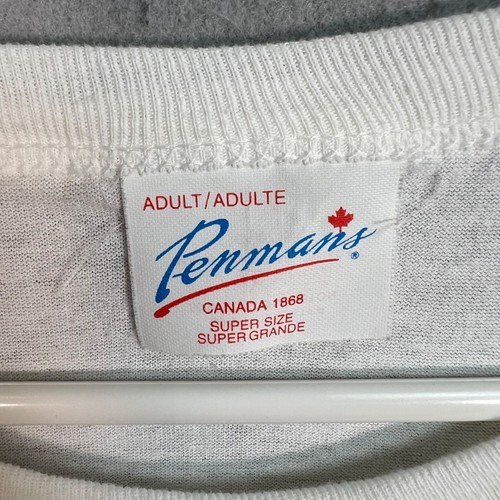 ADULT/ADULTE
Penmans®
CANADA 1868
SUPER SIZE
SUPER GRANDE